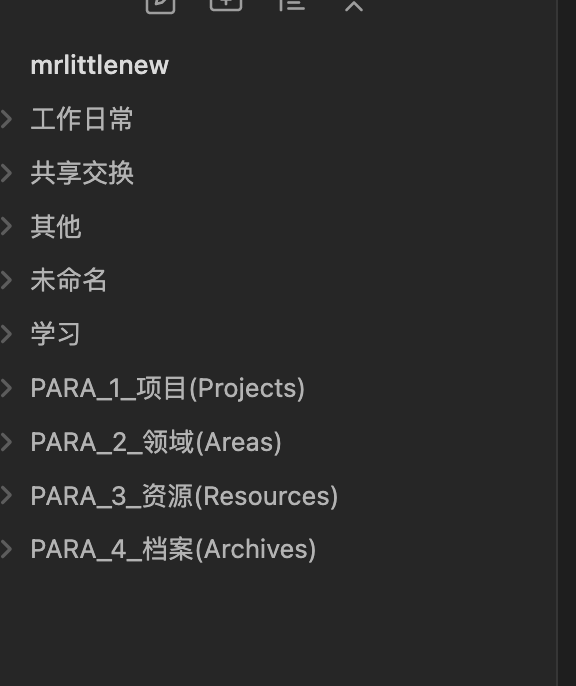 mrlittlenew
工作日常
共享交换
其他
未命名
学习
PARA_1_项目(Projects)
PARA_2_领域(Areas)
PARA_3_资源(Resources)
PARA_4_档案(Archives)